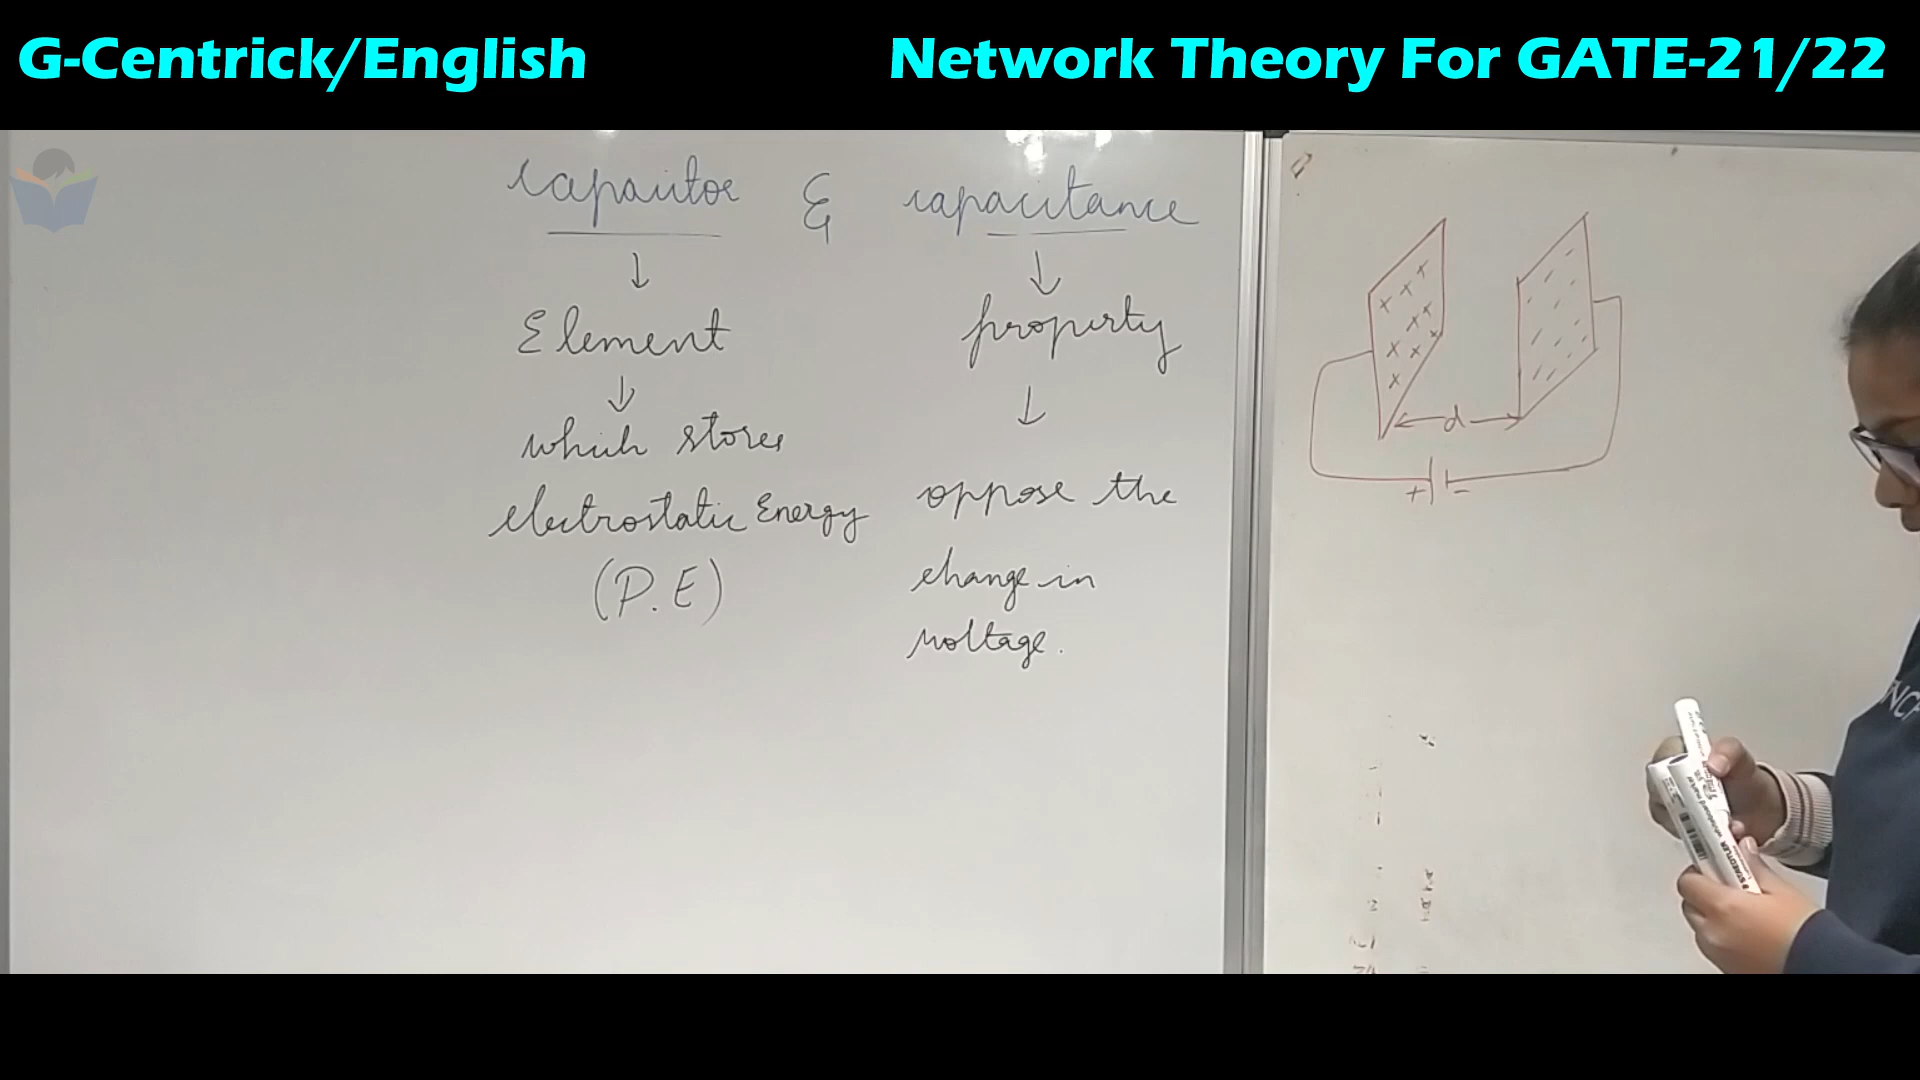 G-Centrick/English
Network Theory For GATE-21/22
Capacitor & Capacitance
↓ ↓
Element
property
↓ ↓
which stores
electrostatic Energy
(P.E)
oppose the
change in
voltage.
+ + + + + + + + +
d
+ -
STAEDTLER